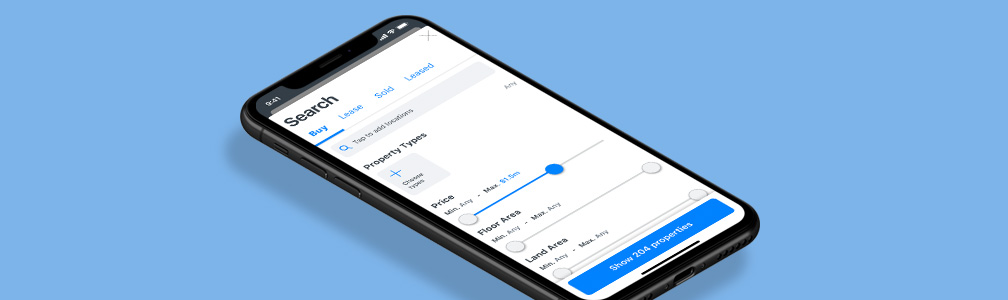 9:41
Search
Buy
Lease
Sold
Leased
Tap to add locations
Property Types
Any
Choose
types
Price
Min. Any - Max. $1.5m
Floor Area
Min. Any - Max. Any
Land Area
Min. Any - Max. Any
Show 204 properties